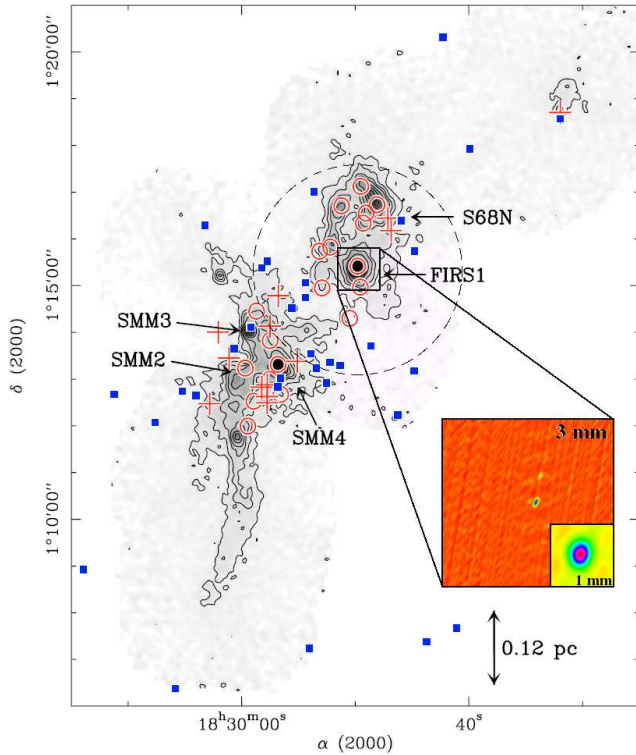 1°20'00"
S68N
1°15'00"
FIRS1
SMM3
SMM2
SMM4
δ (2000)
3 mm
1°10'00"
1 mm
0.12 pc
18ʰ30ᵐ00ˢ
40ˢ
α (2000)